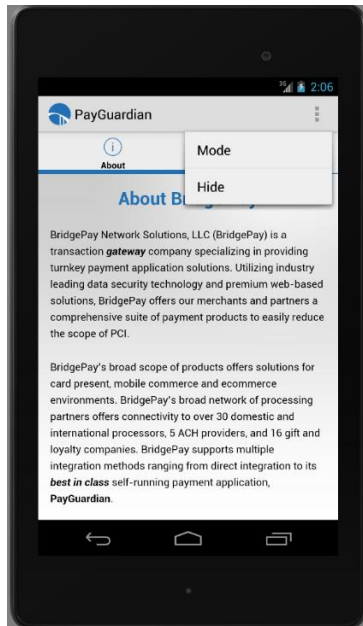 3G 2:06
PayGuardian
About
Mode
Hide
About B
BridgePay Network Solutions, LLC (BridgePay) is a
transaction gateway company specializing in providing
turnkey payment application solutions. Utilizing industry
leading data security technology and premium web-based
solutions, BridgePay offers our merchants and partners a
comprehensive suite of payment products to easily reduce
the scope of PCI.
BridgePay's broad scope of products offers solutions for
card present, mobile commerce and ecommerce
environments. BridgePay's broad network of processing
partners offers connectivity to over 30 domestic and
international processors, 5 ACH providers, and 16 gift and
loyalty companies. BridgePay supports multiple
integration methods ranging from direct integration to its
best in class self-running payment application,
PayGuardian.